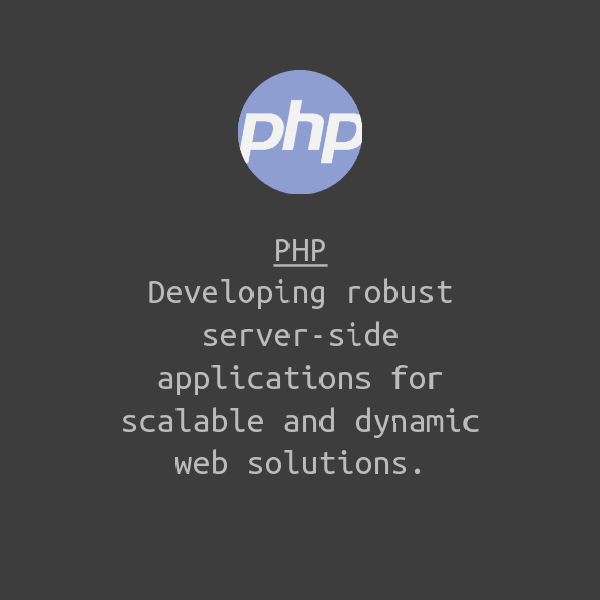 php
PHP
Developing robust
server-side
applications for
scalable and dynamic
web solutions.